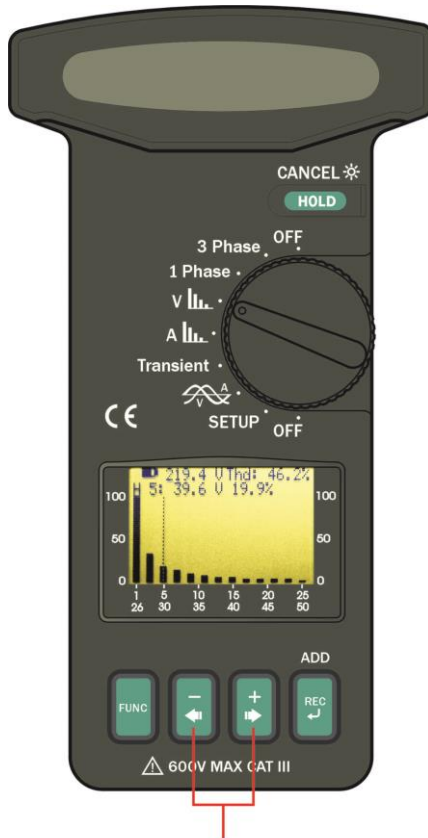 CANCEL
HOLD
OFF
3 Phase
1 Phase
V
A
Transient
A
V
SETUP
OFF
CE
219.4 V Thd: 46.2%
H 5: 39.6 V 19.9%
100 100
50 50
0 0
1 5 10 15 20 25
26 30 35 40 45 50
ADD
FUNC
− +
REC
600V MAX CAT III